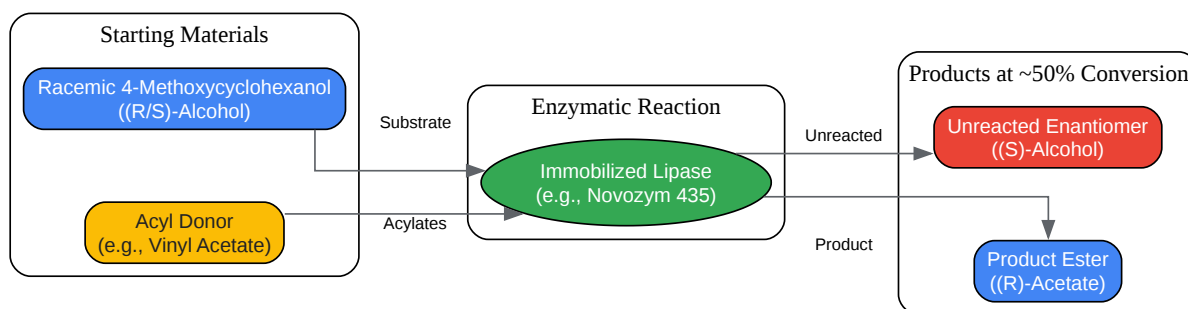 Starting Materials
Racemic 4-Methoxycyclohexanol
((R/S)-Alcohol)
Acyl Donor
(e.g., Vinyl Acetate)
Substrate
Acylates
Enzymatic Reaction
Immobilized Lipase
(e.g., Novozym 435)
Unreacted
Product
Products at ~50% Conversion
Unreacted Enantiomer
((S)-Alcohol)
Product Ester
((R)-Acetate)